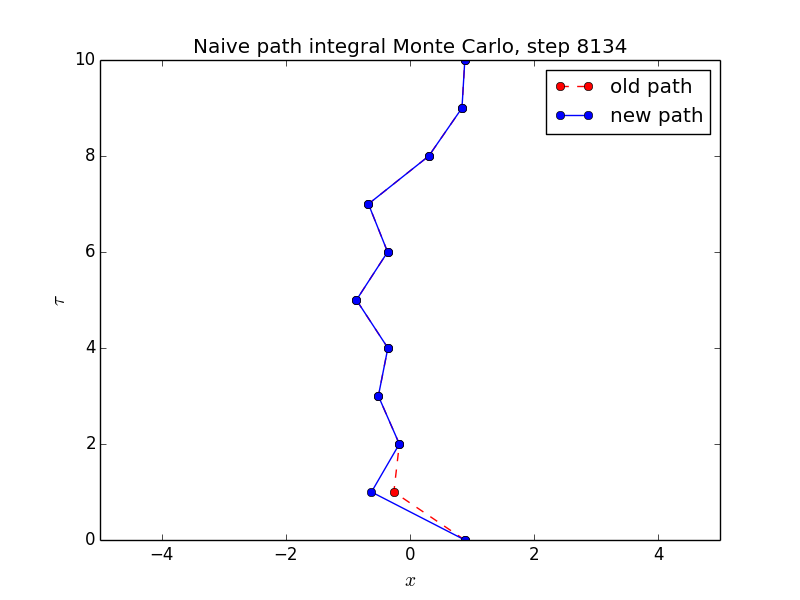 Naive path integral Monte Carlo, step 8134
10
old path
new path
8
6
τ
4
2
0
−4 −2 0 2 4
x